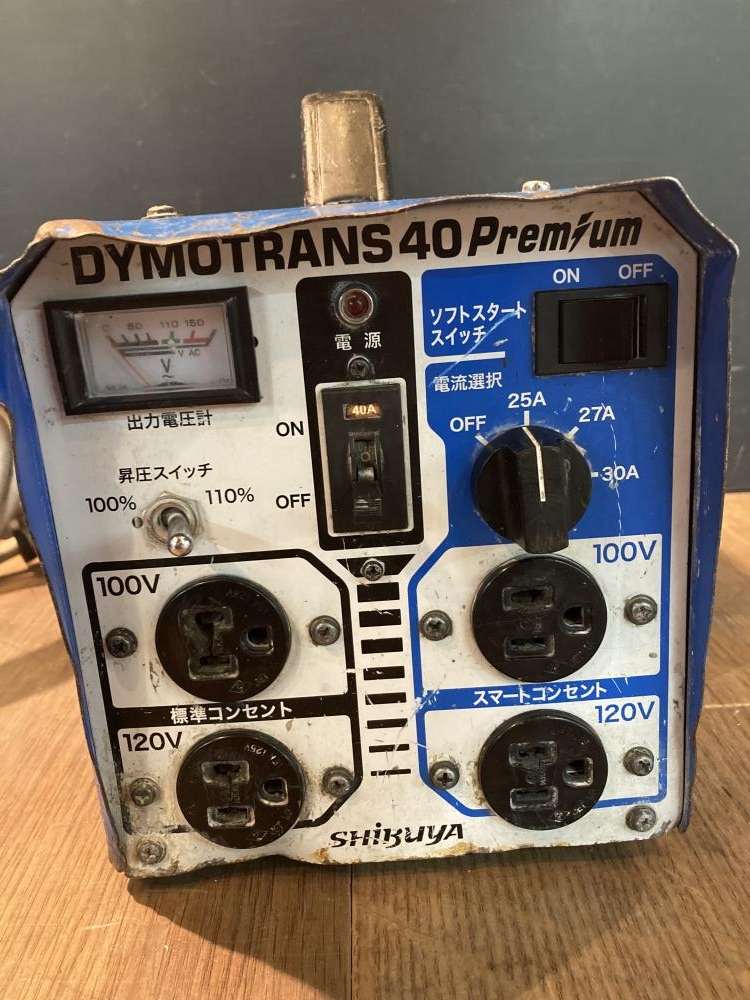 DYMOTRANS 40 Premium
0 50 110 150
V AC
V
出力電圧計
電源
ON
40A
OFF
昇圧スイッチ
100%
110%
ON OFF
ソフトスタート
スイッチ
電流選択
OFF
25A
27A
30A
100V
標準コンセント
120V
100V
スマートコンセント
120V
SHIBUYA